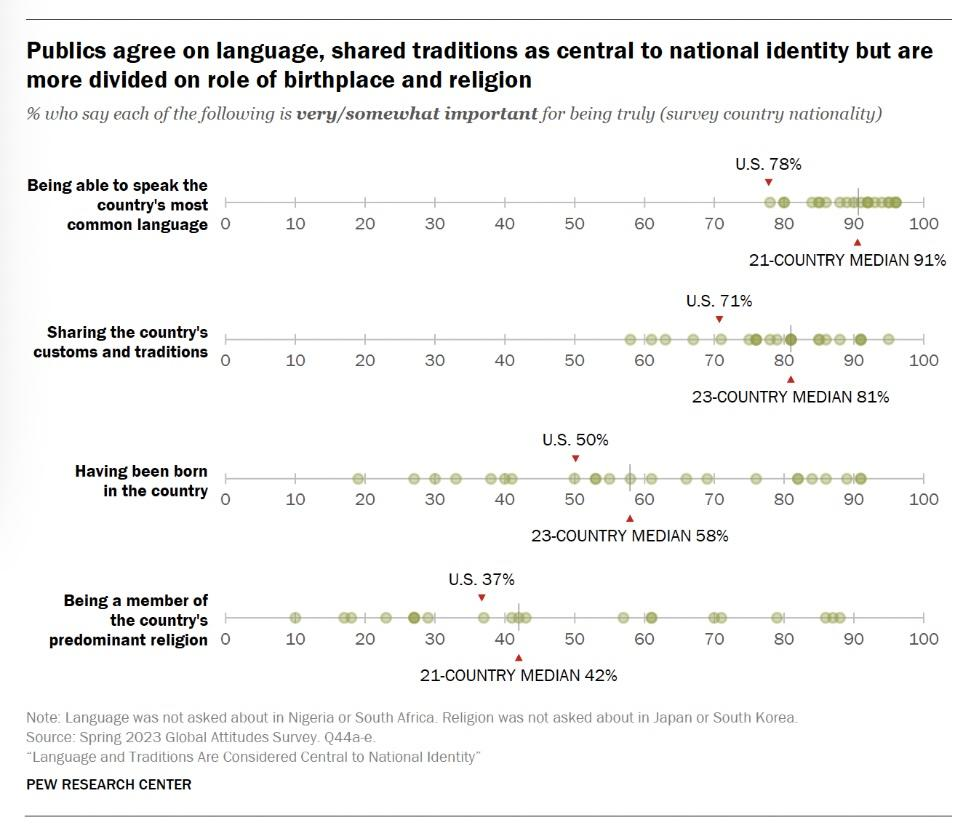 Publics agree on language, shared traditions as central to national identity but are
more divided on role of birthplace and religion
% who say each of the following is very/somewhat important for being truly (survey country nationality)
U.S. 78%
Being able to speak the
country's most
common language
0 10 20 30 40 50 60 70 80 90 100
21-COUNTRY MEDIAN 91%
U.S. 71%
Sharing the country's
customs and traditions
0 10 20 30 40 50 60 70 80 90 100
23-COUNTRY MEDIAN 81%
U.S. 50%
Having been born
in the country
0 10 20 30 40 50 60 70 80 90 100
23-COUNTRY MEDIAN 58%
U.S. 37%
Being a member of
the country's
predominant religion
0 10 20 30 40 50 60 70 80 90 100
21-COUNTRY MEDIAN 42%
Note: Language was not asked about in Nigeria or South Africa. Religion was not asked about in Japan or South Korea.
Source: Spring 2023 Global Attitudes Survey. Q44a-e.
“Language and Traditions Are Considered Central to National Identity”
PEW RESEARCH CENTER